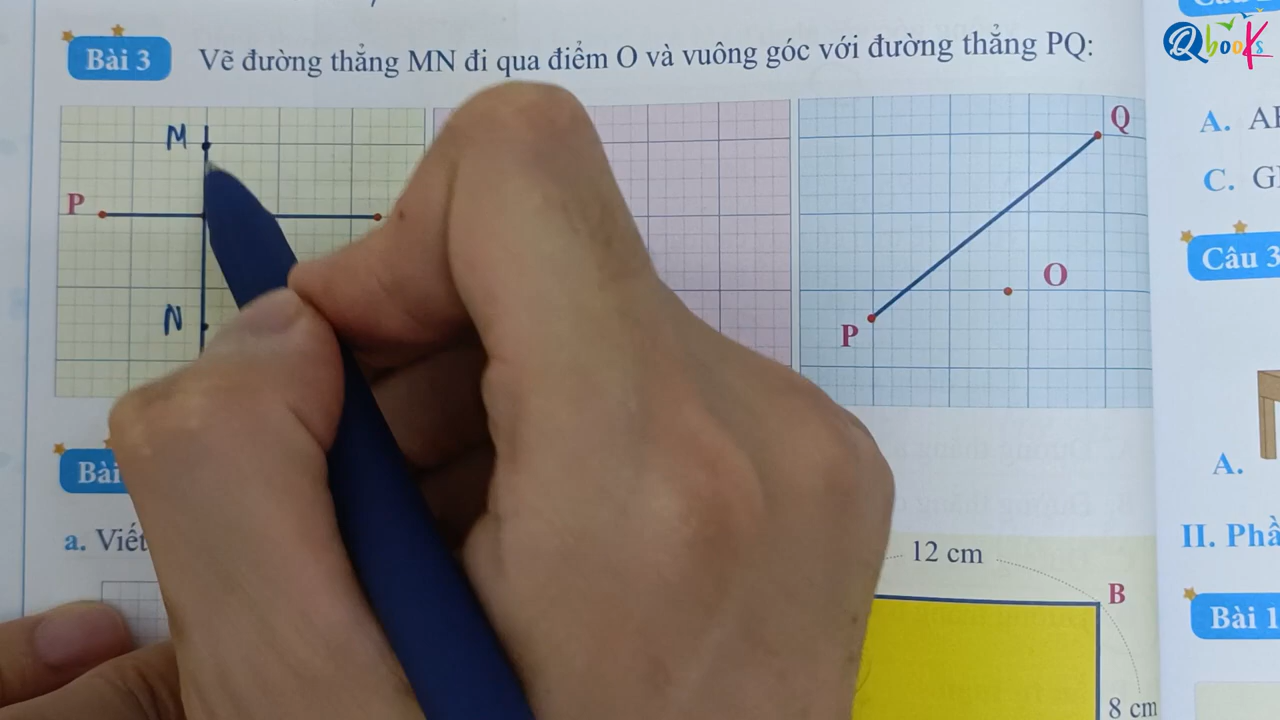 Qbooks
Bài 3 Vẽ đường thẳng MN đi qua điểm O và vuông góc với đường thẳng PQ:
M
P
N
Q
O
P
Bài
a. Viết
12 cm
B
8 cm
A.
C.
Câu 3
A.
II. Phầ
Bài 1